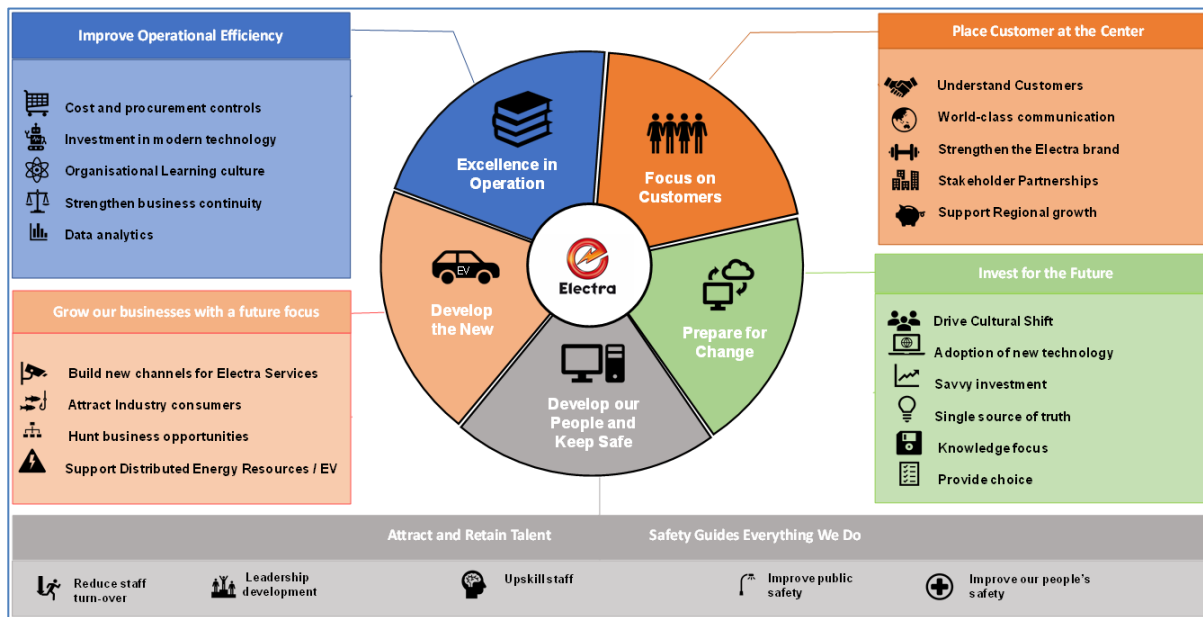 Improve Operational Efficiency
Cost and procurement controls
Investment in modern technology
Organisational Learning culture
Strengthen business continuity
Data analytics
Place Customer at the Center
Understand Customers
World-class communication
Strengthen the Electra brand
Stakeholder Partnerships
Support Regional growth
Excellence in
Operation
Focus on
Customers
Electra
EV
Develop
the New
Prepare for
Change
Develop our
People and
Keep Safe
Grow our businesses with a future focus
Build new channels for Electra Services
Attract Industry consumers
Hunt business opportunities
Support Distributed Energy Resources / EV
Invest for the Future
Drive Cultural Shift
Adoption of new technology
Savvy investment
Single source of truth
Knowledge focus
Provide choice
Attract and Retain Talent
Safety Guides Everything We Do
Reduce staff
turn-over
Leadership
development
Upskill staff
Improve public
safety
Improve our people's
safety